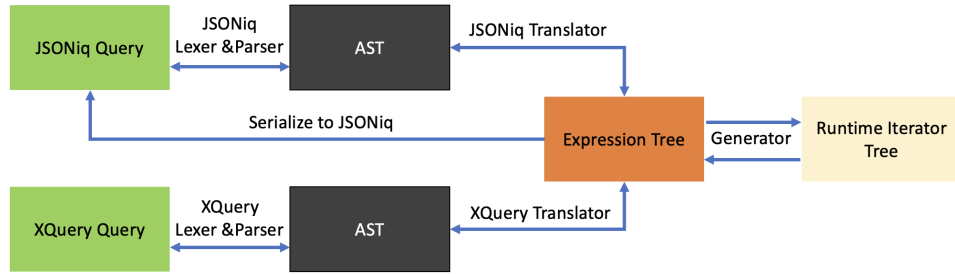 JSONiq Query
JSONiq
Lexer &Parser
AST
JSONiq Translator
Serialize to JSONiq
Expression Tree
Generator
Runtime Iterator
Tree
XQuery Query
XQuery
Lexer &Parser
AST
XQuery Translator